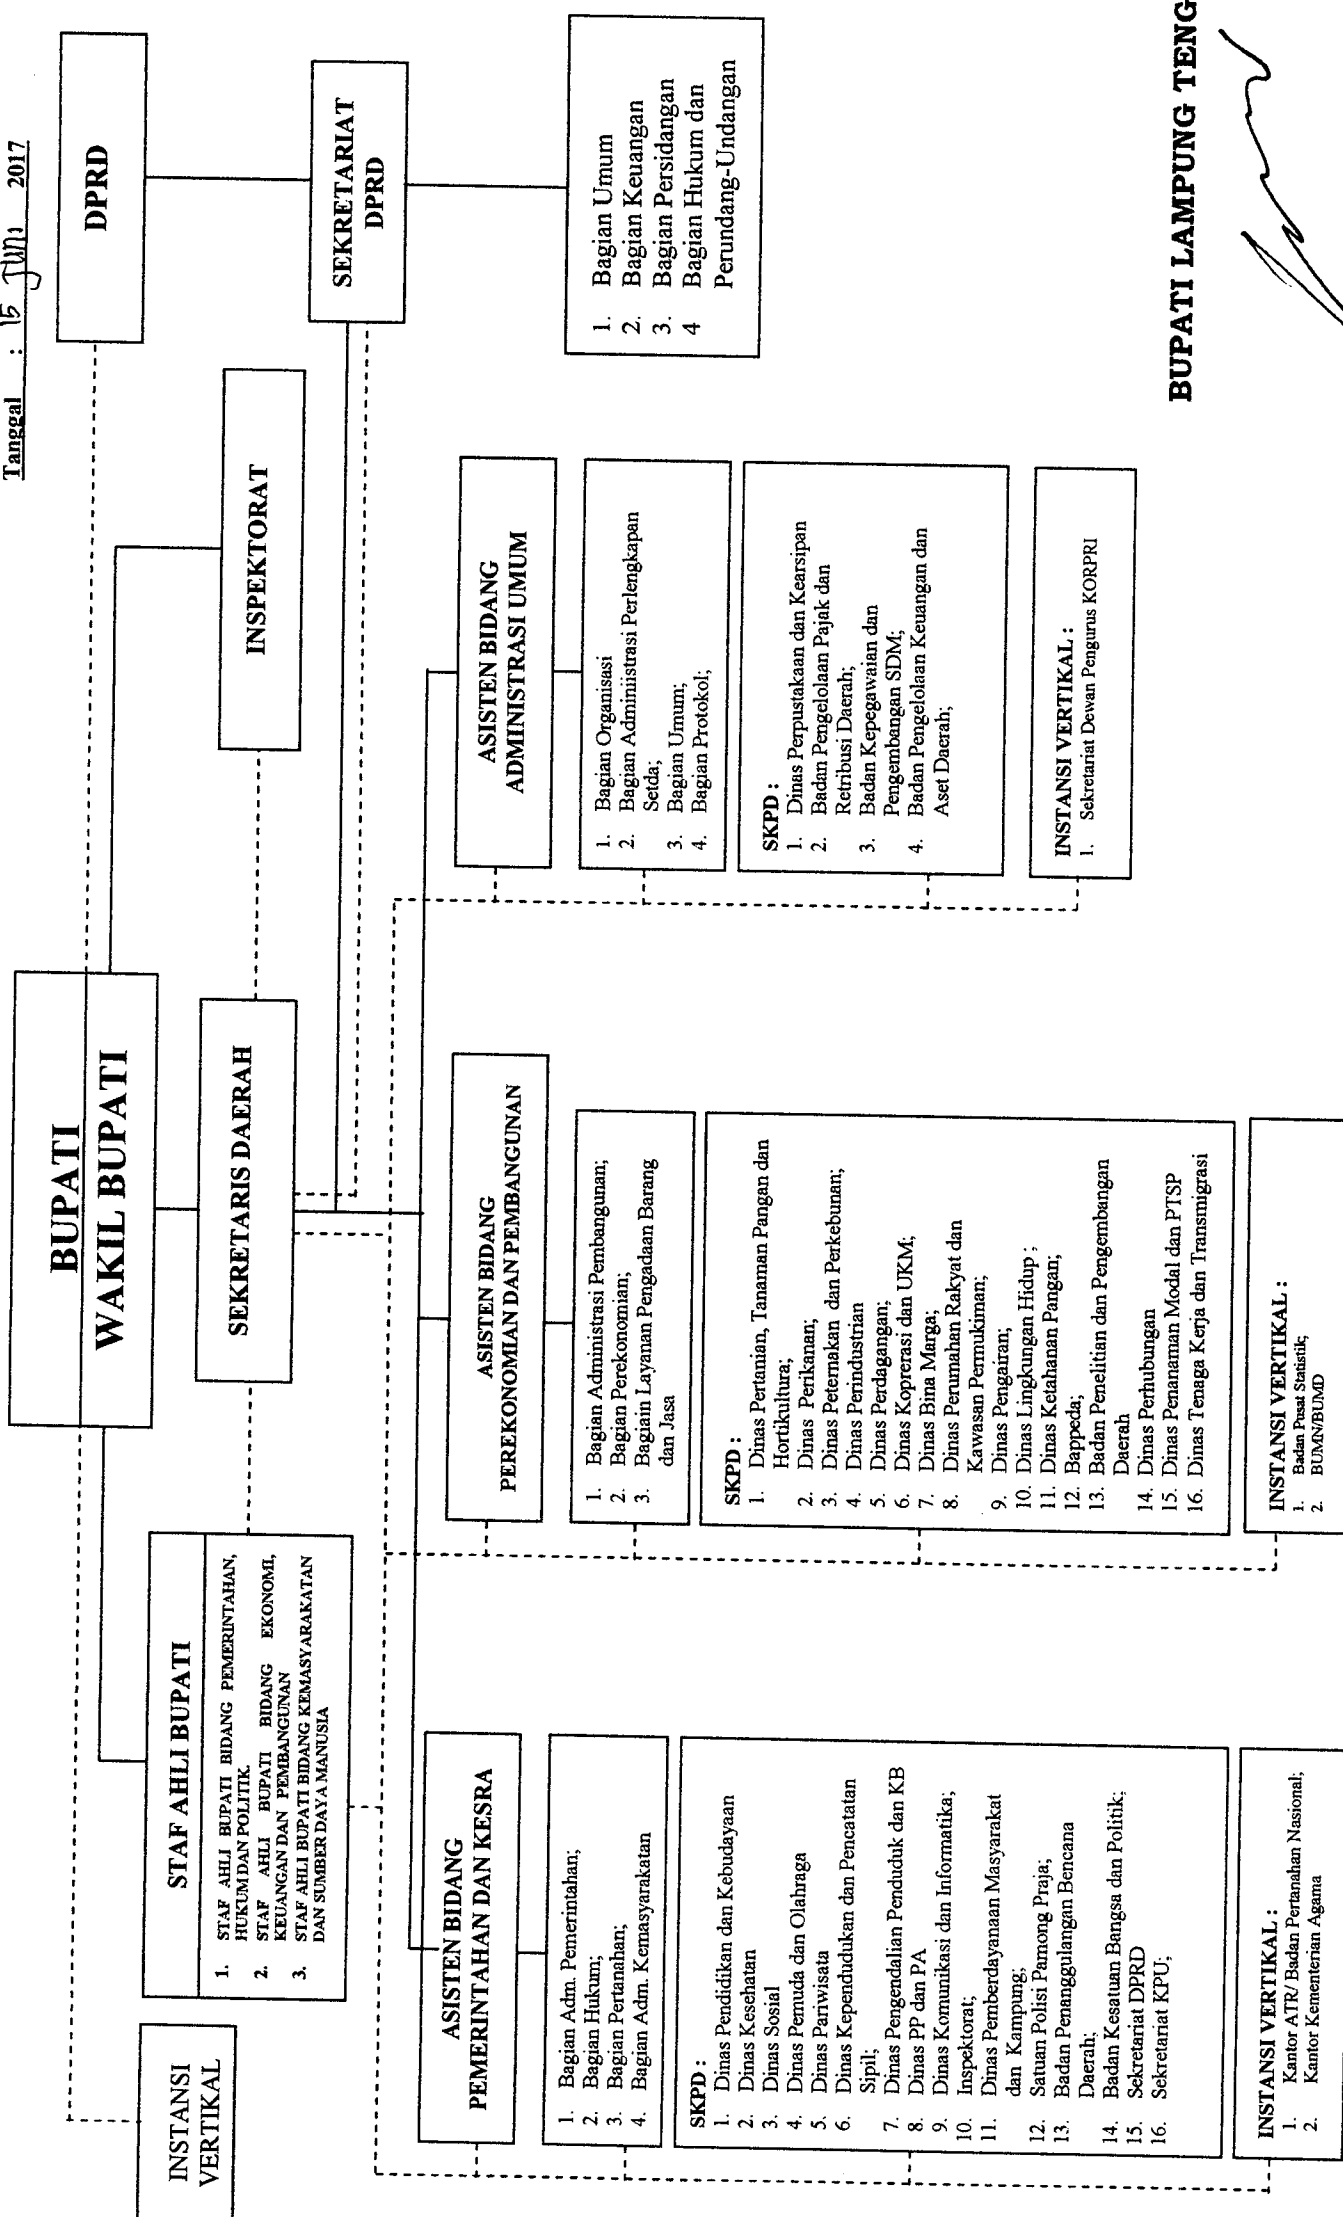 Tanggal : 15 Juni 2017
BUPATI
WAKIL BUPATI
DPRD
INSTANSI
VERTIKAL
STAF AHLI BUPATI
1. STAF AHLI BUPATI BIDANG PEMERINTAHAN,
HUKUM DAN POLITIK.
2. STAF AHLI BUPATI BIDANG EKONOMI,
KEUANGAN DAN PEMBANGUNAN
3. STAF AHLI BUPATI BIDANG KEMASYARAKATAN
DAN SUMBER DAYA MANUSIA
SEKRETARIS DAERAH
INSPEKTORAT
SEKRETARIAT
DPRD
1. Bagian Umum
2. Bagian Keuangan
3. Bagian Persidangan
4 Bagian Hukum dan
Perundang-Undangan
ASISTEN BIDANG
PEMERINTAHAN DAN KESRA
1. Bagian Adm. Pemerintahan;
2. Bagian Hukum;
3. Bagian Pertanahan;
4. Bagian Adm. Kemasyarakatan
SKPD :
1. Dinas Pendidikan dan Kebudayaan
2. Dinas Kesehatan
3. Dinas Sosial
4. Dinas Pemuda dan Olahraga
5. Dinas Pariwisata
6. Dinas Kependudukan dan Pencatatan
Sipil;
7. Dinas Pengendalian Penduduk dan KB
8. Dinas PP dan PA
9. Dinas Komunikasi dan Informatika;
10. Inspektorat;
11. Dinas Pemberdayaan Masyarakat
dan Kampung;
12. Satuan Polisi Pamong Praja;
13. Badan Penanggulangan Bencana
Daerah;
14. Badan Kesatuan Bangsa dan Politik;
15. Sekretariat DPRD
16. Sekretariat KPU;
INSTANSI VERTIKAL :
1. Kantor ATR/ Badan Pertanahan Nasional;
2. Kantor Kementerian Agama
ASISTEN BIDANG
PEREKONOMIAN DAN PEMBANGUNAN
1. Bagian Administrasi Pembangunan;
2. Bagian Perekonomian;
3. Bagiain Layanan Pengadaan Barang
dan Jasa
SKPD :
1. Dinas Pertanian, Tanaman Pangan dan
Hortikultura;
2. Dinas Perikanan;
3. Dinas Peternakan dan Perkebunan;
4. Dinas Perindustrian
5. Dinas Perdagangan;
6. Dinas Koprerasi dan UKM;
7. Dinas Bina Marga;
8. Dinas Perumahan Rakyat dan
Kawasan Permukiman;
9. Dinas Pengairan;
10. Dinas Lingkungan Hidup ;
11. Dinas Ketahanan Pangan;
12. Bappeda;
13. Badan Penelitian dan Pengembangan
Daerah
14. Dinas Perhubungan
15. Dinas Penanaman Modal dan PTSP
16. Dinas Tenaga Kerja dan Transmigrasi
INSTANSI VERTIKAL :
1. Badan Pusat Statistik;
2. BUMN/BUMD
ASISTEN BIDANG
ADMINISTRASI UMUM
1. Bagian Organisasi
2. Bagian Adminiistrasi Perlengkapan
Setda;
3. Bagian Umum;
4. Bagian Protokol;
SKPD :
1. Dinas Perpustakaan dan Kearsipan
2. Badan Pengelolaan Pajak dan
Retribusi Daerah;
3. Badan Kepegawaian dan
Pengembangan SDM;
4. Badan Pengelolaan Keuangan dan
Aset Daerah;
INSTANSI VERTIKAL :
1. Sekretariat Dewan Pengurus KORPRI
BUPATI LAMPUNG TENG